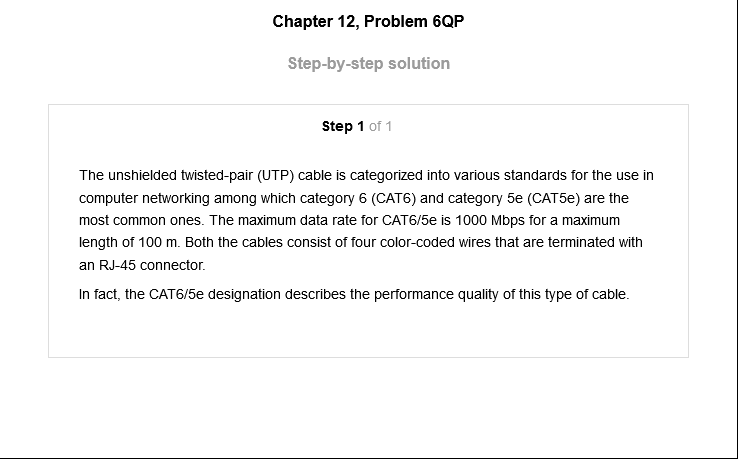 Chapter 12, Problem 6QP
Step-by-step solution
Step 1 of 1
The unshielded twisted-pair (UTP) cable is categorized into various standards for the use in
computer networking among which category 6 (CAT6) and category 5e (CAT5e) are the
most common ones. The maximum data rate for CAT6/5e is 1000 Mbps for a maximum
length of 100 m. Both the cables consist of four color-coded wires that are terminated with
an RJ-45 connector.
In fact, the CAT6/5e designation describes the performance quality of this type of cable.